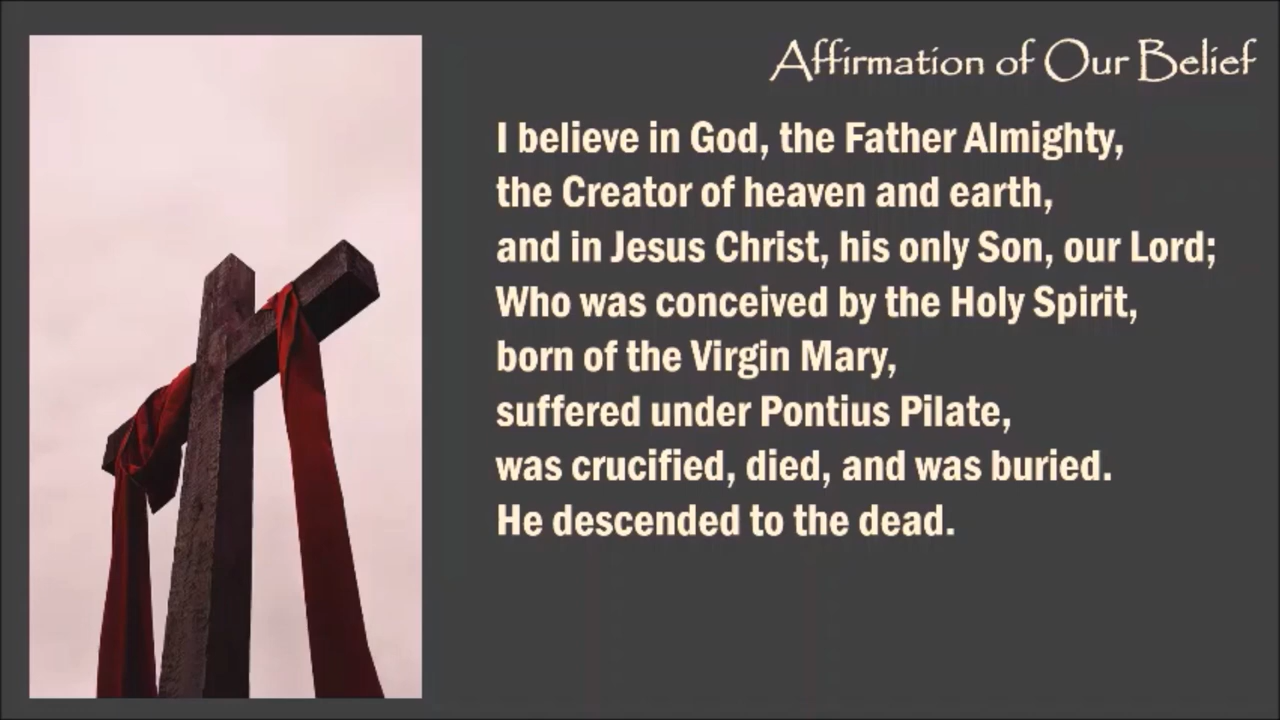 Affirmation of Our Belief
I believe in God, the Father Almighty,
the Creator of heaven and earth,
and in Jesus Christ, his only Son, our Lord;
Who was conceived by the Holy Spirit,
born of the Virgin Mary,
suffered under Pontius Pilate,
was crucified, died, and was buried.
He descended to the dead.